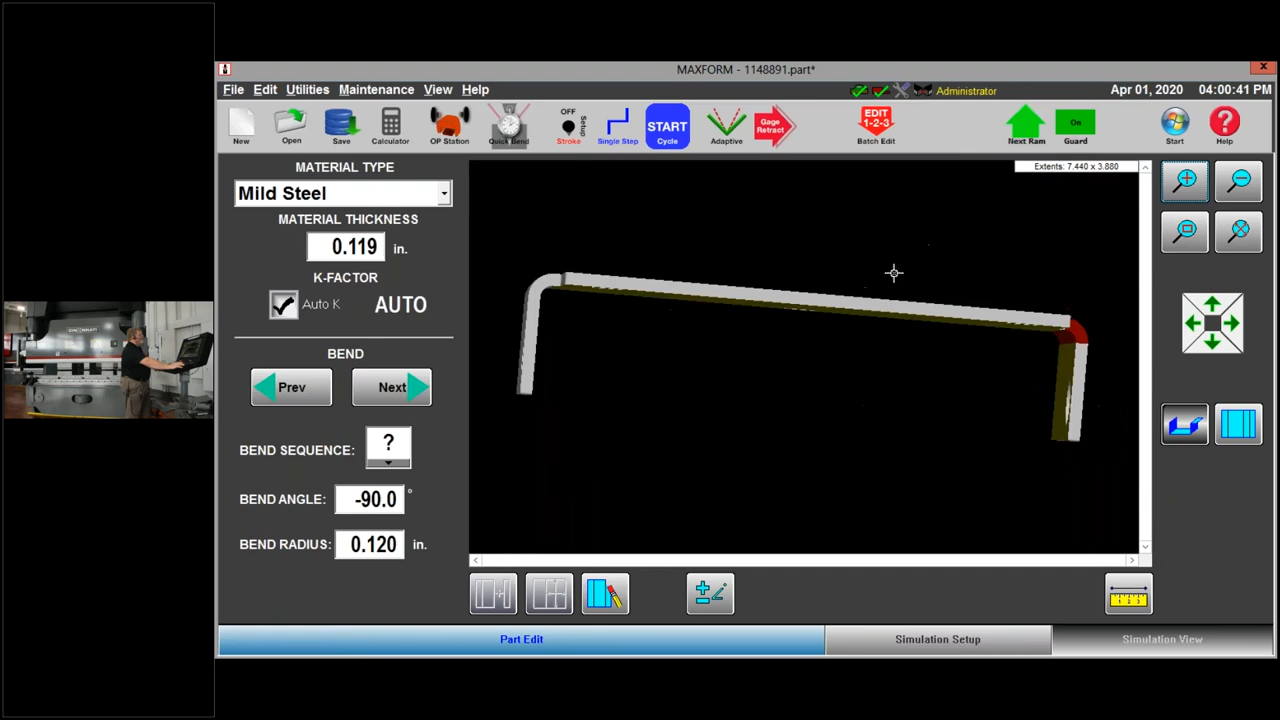 MAXFORM - 1148891.part*
File Edit Utilities Maintenance View Help
Administrator
Apr 01, 2020 04:00:41 PM
New
Open
Save
Calculator
OP Station
Quick Bend
OFF
Setup
Stroke
Single Step
START
Cycle
Adaptive
Gage
Retract
EDIT
1-2-3
Batch Edit
Next Ram
On
Guard
Start
Help
MATERIAL TYPE
Mild Steel
MATERIAL THICKNESS
0.119 in.
K-FACTOR
Auto K AUTO
BEND
Prev Next
BEND SEQUENCE: ?
BEND ANGLE: -90.0 °
BEND RADIUS: 0.120 in.
Extents: 7.440 x 3.880
CINCINNATI
Part Edit
Simulation Setup
Simulation View